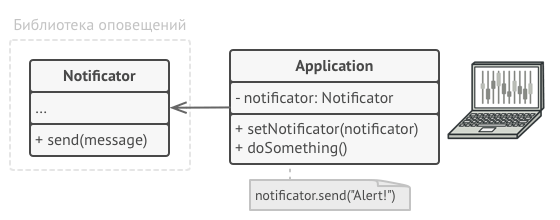 Библиотека оповещений
Notificator
...
+ send(message)
Application
- notificator: Notificator
+ setNotificator(notificator)
+ doSomething()
notificator.send("Alert!")